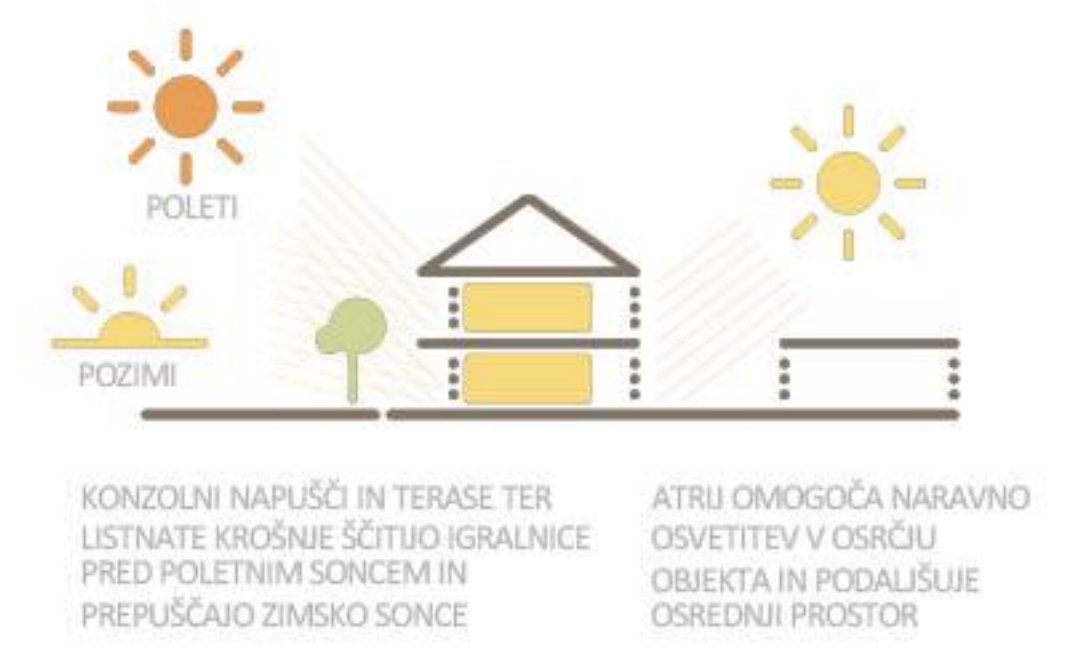 POLETI
POZIMI
KONZOLNI NAPUŠČI IN TERASE TER
LISTNATE KROŠNJE ŠČITIJO IGRALNICE
PRED POLETNIM SONCEM IN
PREPUŠČAJO ZIMSKO SONCE
ATRIJ OMOGOČA NARAVNO
OSVETITEV V OSRČJU
OBJEKTA IN PODALJŠUJE
OSREDNJI PROSTOR